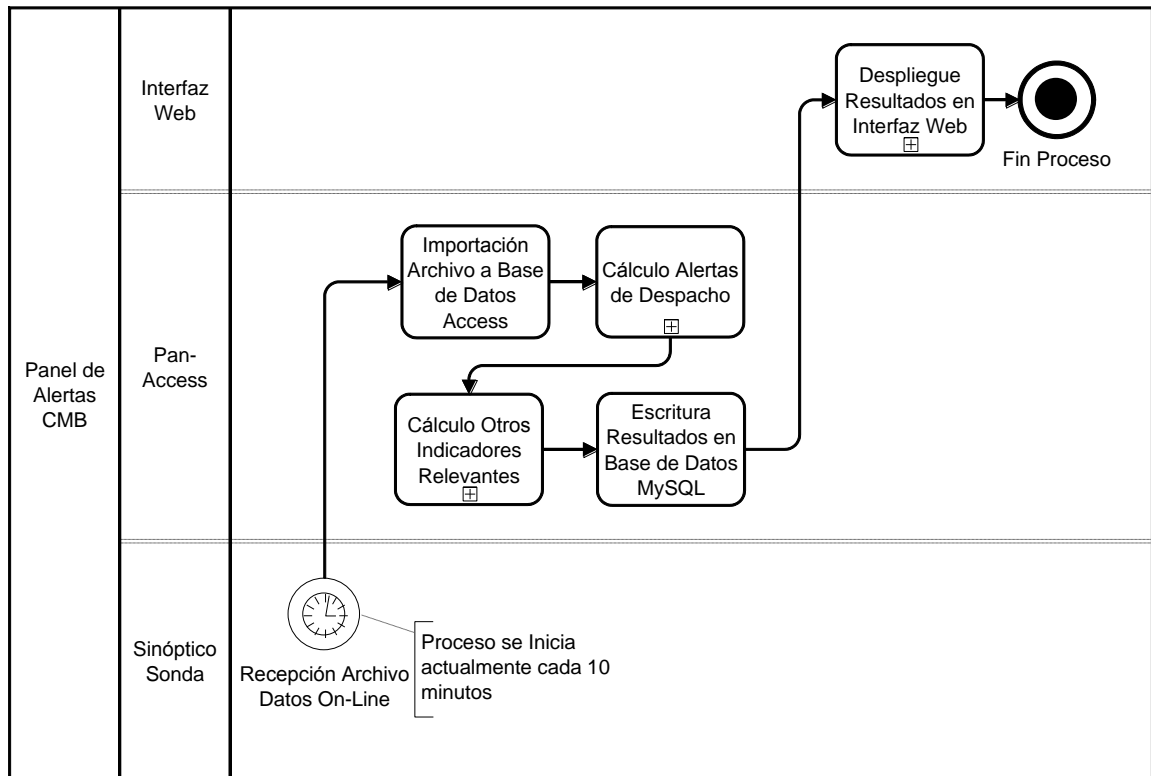 Panel de
Alertas
CMB
Interfaz
Web
Despliegue
Resultados en
Interfaz Web
Fin Proceso
Pan-
Access
Importación
Archivo a Base
de Datos
Access
Cálculo Alertas
de Despacho
Cálculo Otros
Indicadores
Relevantes
Escritura
Resultados en
Base de Datos
MySQL
Sinóptico
Sonda
Recepción Archivo
Datos On-Line
Proceso se Inicia
actualmente cada 10
minutos